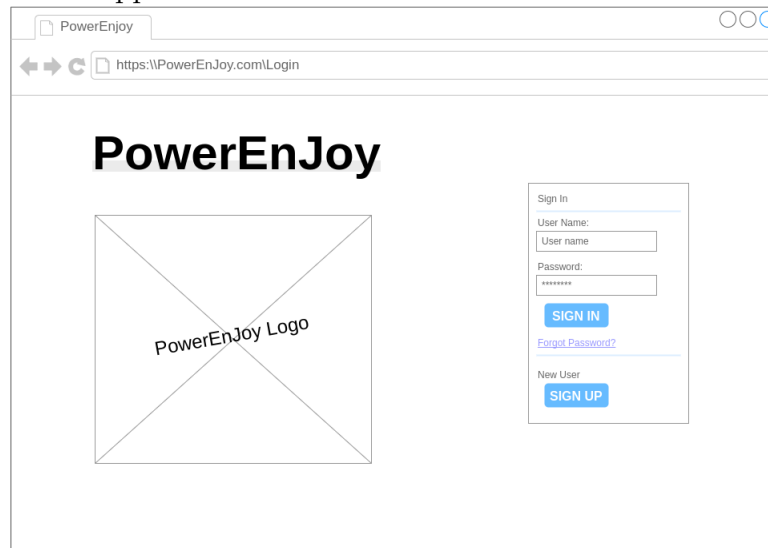 PowerEnjoy
https:\\PowerEnJoy.com\Login
PowerEnJoy
PowerEnJoy Logo
Sign In
User Name:
User name
Password:
********
SIGN IN
Forgot Password?
New User
SIGN UP